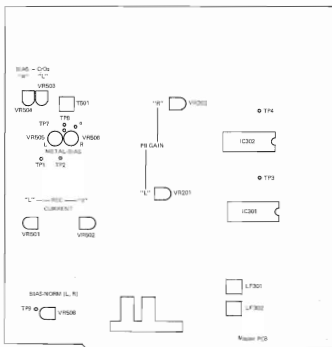 BIAS - CrO₂
"R" "L"
VR503
VR504
T501
TP8
TP7
VR505 VR506
L R
METAL-BIAS
TP1 TP2
"R" VR202
TP4
IC302
PB GAIN
TP3
"L" VR201
IC301
"L" REC "R"
CURRENT
VR501 VR502
LF301
LF302
BIAS-NORM (L, R)
TP9 VR508
Master PCB